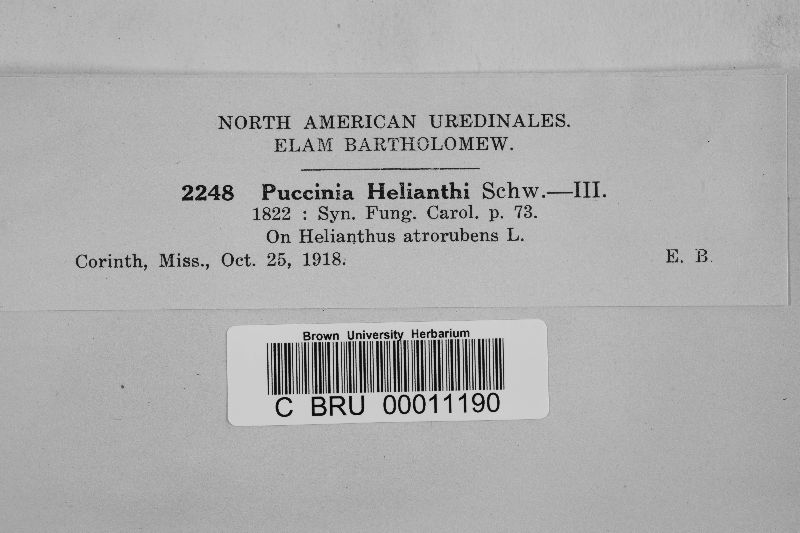 NORTH AMERICAN UREDINALES.
ELAM BARTHOLOMEW.
2248 Puccinia Helianthi Schw.—III.
1822 : Syn. Fung. Carol. p. 73.
On Helianthus atrorubens L.
Corinth, Miss., Oct. 25, 1918. E. B.
Brown University Herbarium
C BRU 00011190